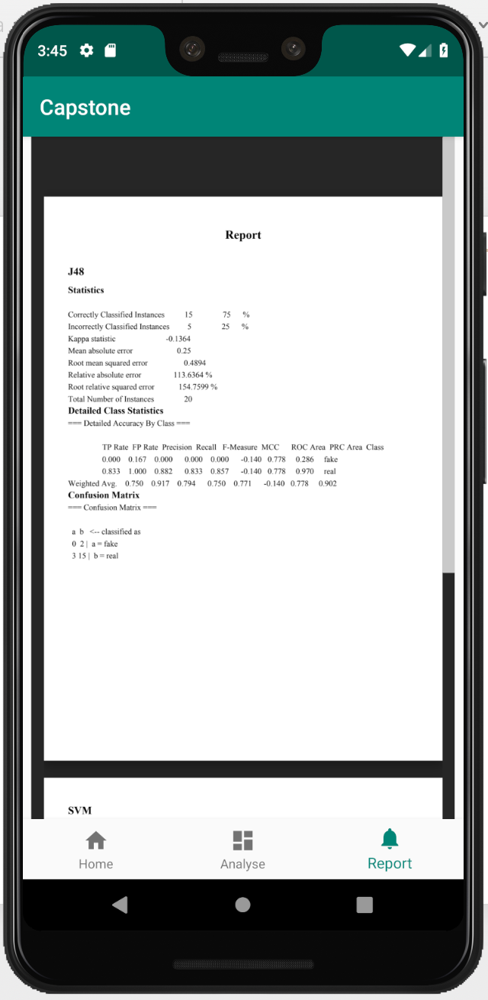 3:45
Capstone
Report
J48
Statistics
Correctly Classified Instances 15 75 %
Incorrectly Classified Instances 5 25 %
Kappa statistic -0.1364
Mean absolute error 0.25
Root mean squared error 0.4894
Relative absolute error 113.6364 %
Root relative squared error 154.7599 %
Total Number of Instances 20
Detailed Class Statistics
=== Detailed Accuracy By Class ===
TP Rate FP Rate Precision Recall F-Measure MCC ROC Area PRC Area Class
0.000 0.167 0.000 0.000 0.000 -0.140 0.778 0.286 fake
0.833 1.000 0.882 0.833 0.857 -0.140 0.778 0.970 real
Weighted Avg. 0.750 0.917 0.794 0.750 0.771 -0.140 0.778 0.902
Confusion Matrix
=== Confusion Matrix ===
a b <-- classified as
0 2 | a = fake
3 15 | b = real
SVM
Home Analyse Report